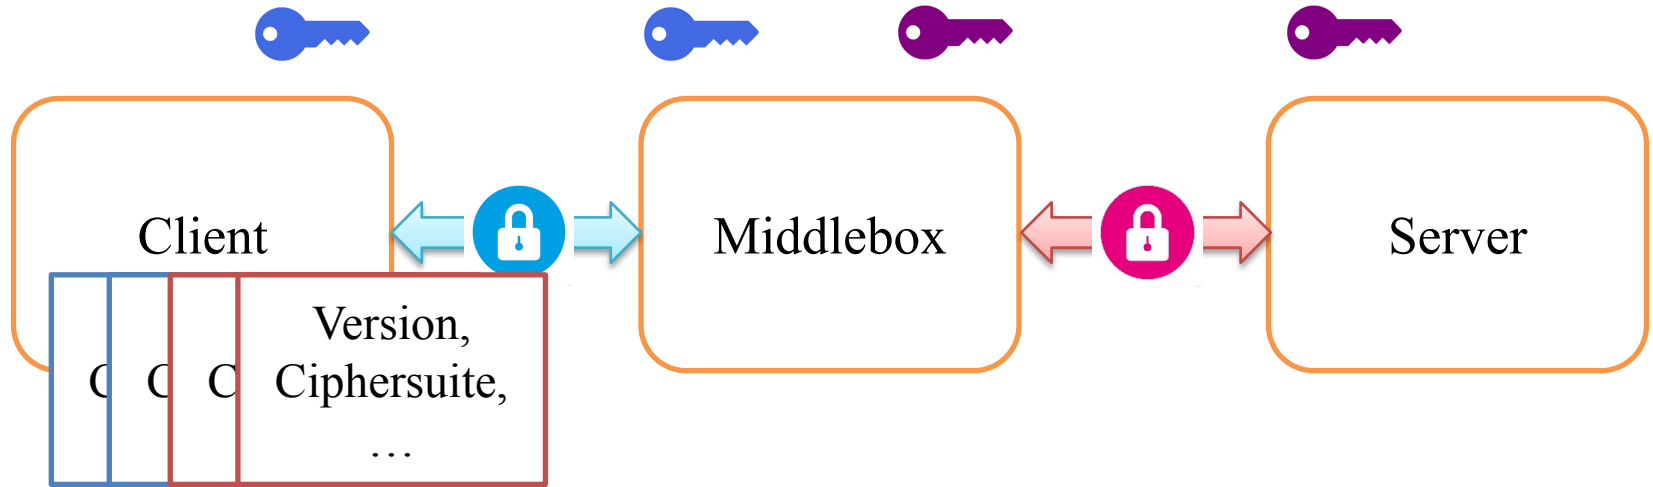 Client
Middlebox
Server
C
C
C
Version,
Ciphersuite,
…